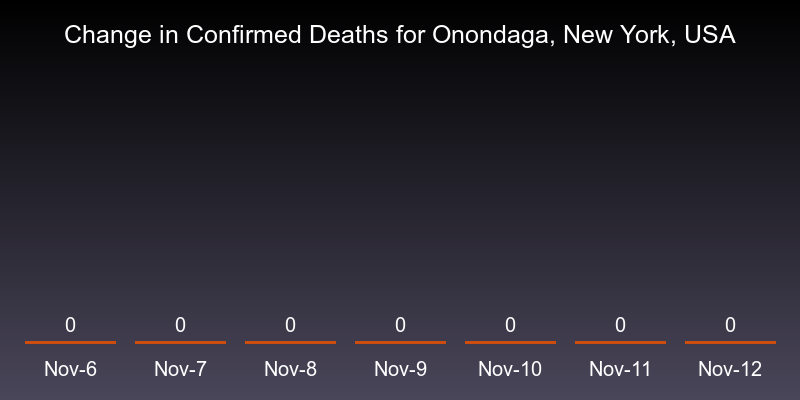 Change in Confirmed Deaths for Onondaga, New York, USA
0 0 0 0 0 0 0
Nov-6 Nov-7 Nov-8 Nov-9 Nov-10 Nov-11 Nov-12